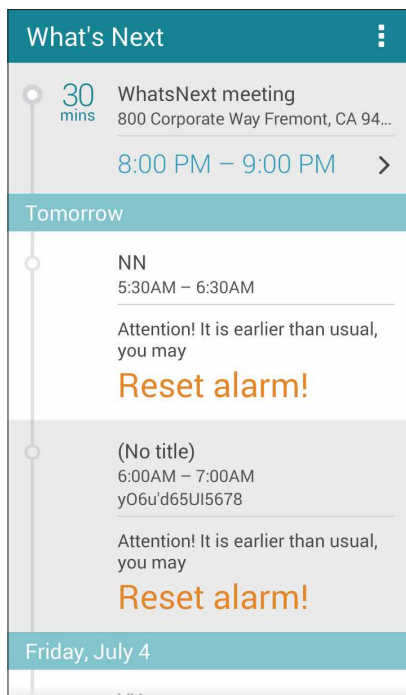 What's Next
30
mins
WhatsNext meeting
800 Corporate Way Fremont, CA 94...
8:00 PM – 9:00 PM
Tomorrow
NN
5:30AM – 6:30AM
Attention! It is earlier than usual,
you may
Reset alarm!
(No title)
6:00AM – 7:00AM
yO6u'd65UI5678
Attention! It is earlier than usual,
you may
Reset alarm!
Friday, July 4